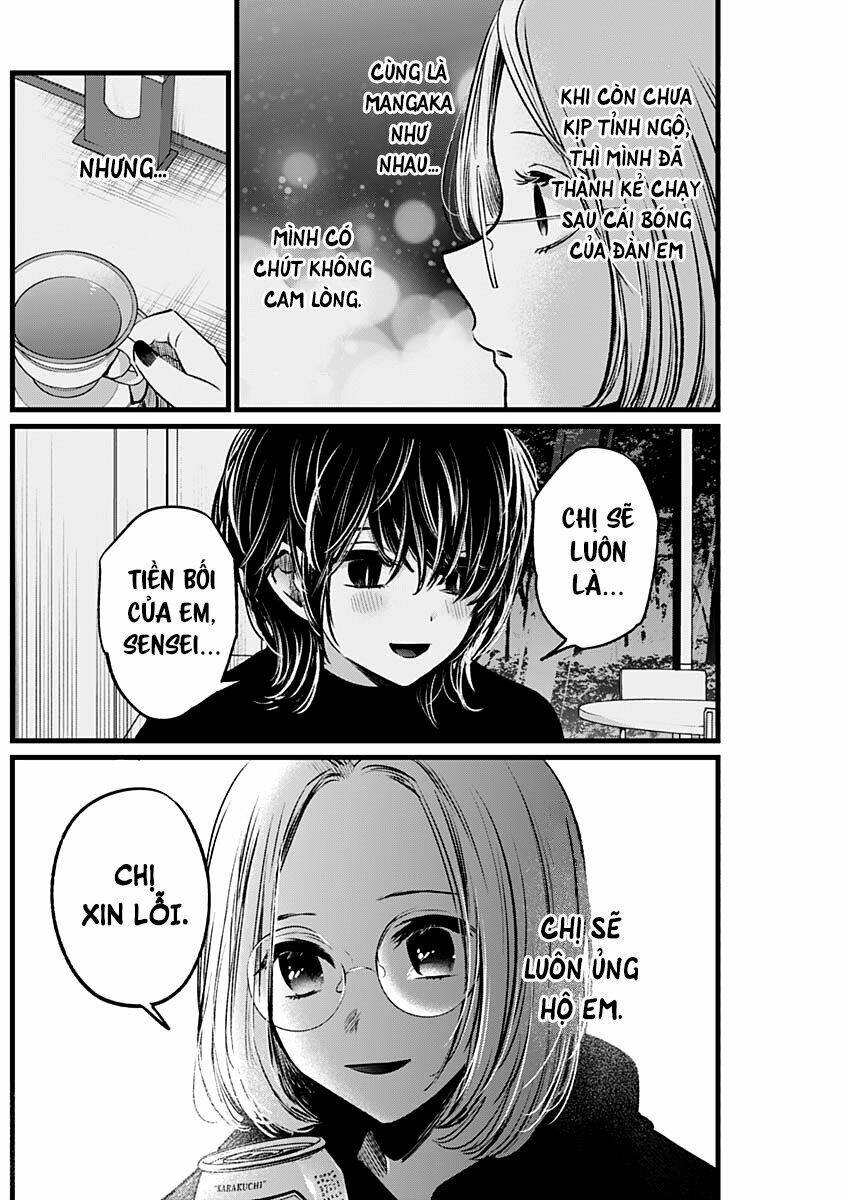 KHI CÒN CHƯA
KỊP TỈNH NGỘ,
THÌ MÌNH ĐÃ
THÀNH KẺ CHẠY
SAU CÁI BÓNG
CỦA ĐÀN EM
CÙNG LÀ
MANGAKA
NHƯ
NHAU...
MÌNH CÓ
CHÚT KHÔNG
CAM LÒNG.
NHƯNG...
CHỊ SẼ
LUÔN
LÀ...
TIỀN BỐI
CỦA EM,
SENSEI...
CHỊ SẼ
LUÔN ỦNG
HỘ EM.
CHỊ
XIN LỖI.
"KARAKUCHI"